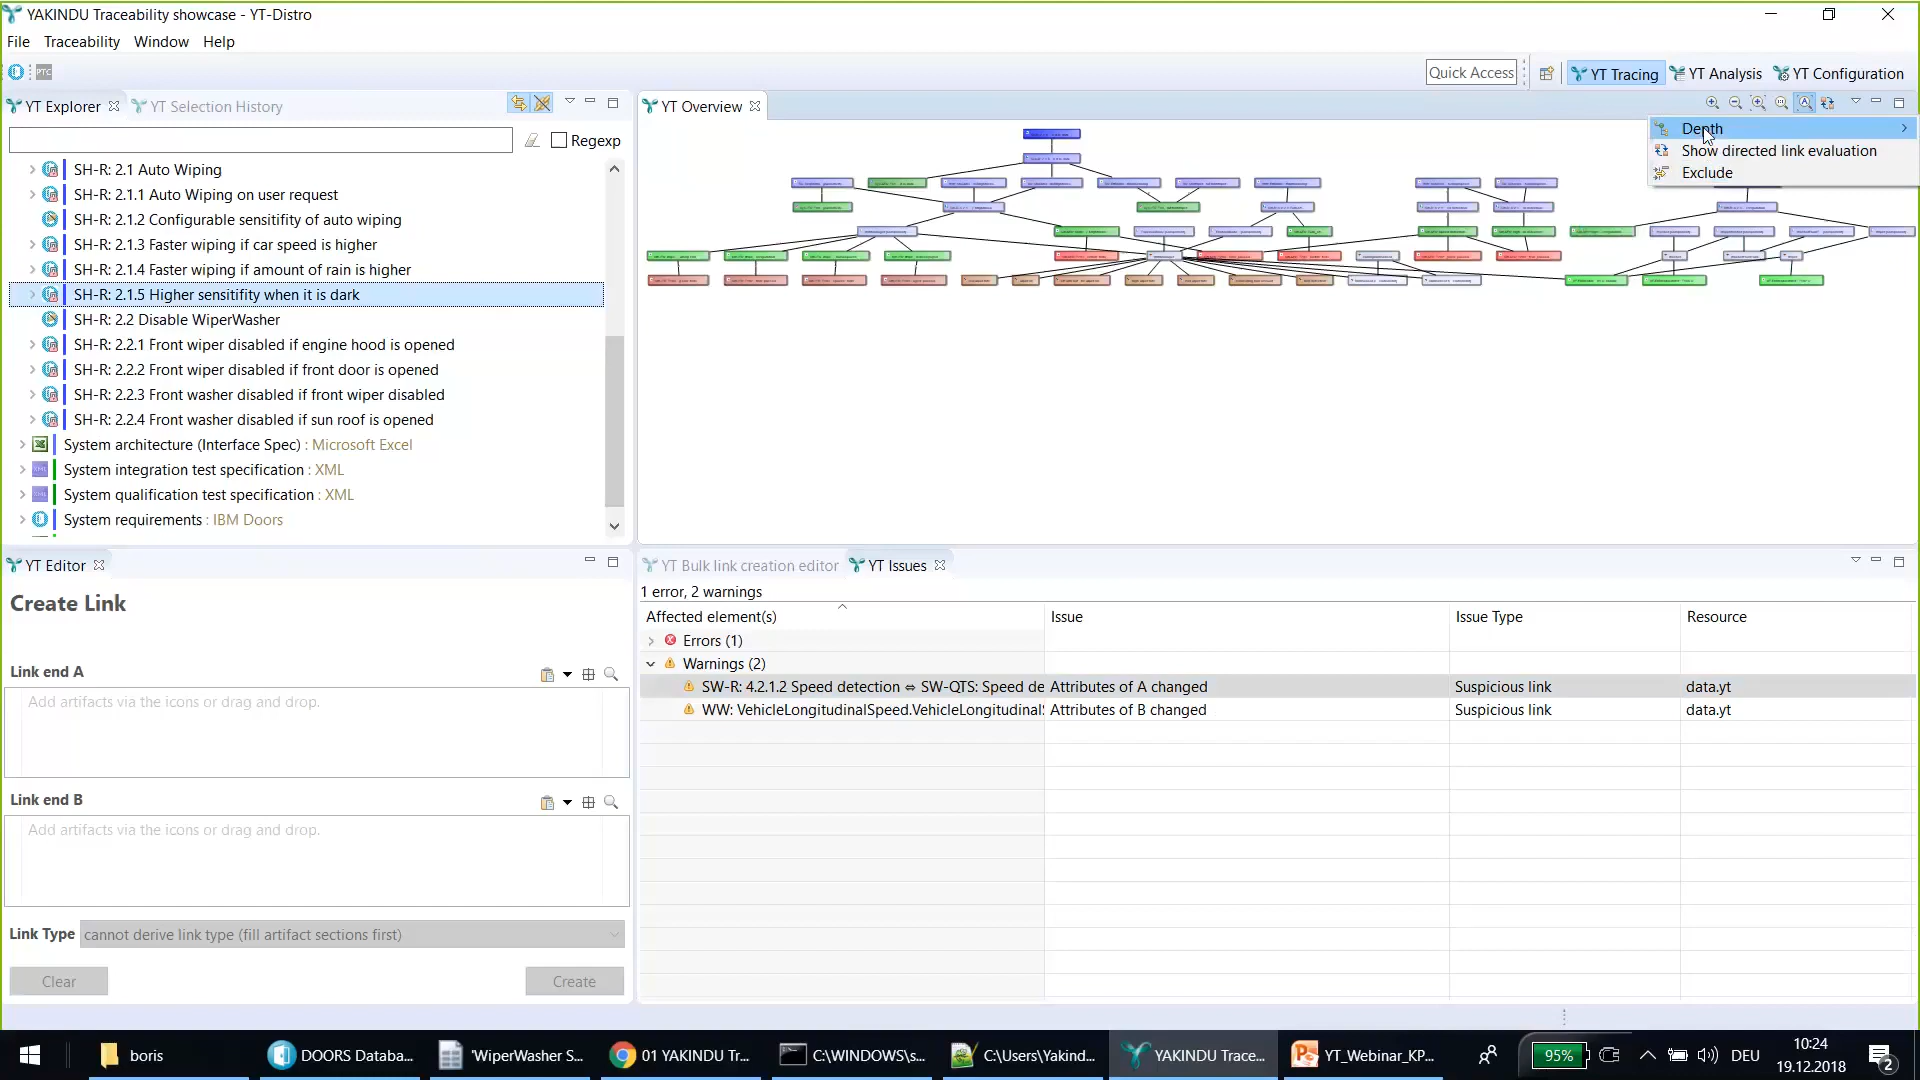 YAKINDU Traceability showcase - YT-Distro
File Traceability Window Help
PTC
Quick Access
YT Tracing YT Analysis YT Configuration
YT Explorer YT Selection History
YT Overview
Regexp
Depth
Show directed link evaluation
Exclude
SH-R: 2.1 Auto Wiping
SH-R: 2.1.1 Auto Wiping on user request
SH-R: 2.1.2 Configurable sensitivity of auto wiping
SH-R: 2.1.3 Faster wiping if car speed is higher
SH-R: 2.1.4 Faster wiping if amount of rain is higher
SH-R: 2.1.5 Higher sensitifity when it is dark
SH-R: 2.2 Disable WiperWasher
SH-R: 2.2.1 Front wiper disabled if engine hood is opened
SH-R: 2.2.2 Front wiper disabled if front door is opened
SH-R: 2.2.3 Front washer disabled if front wiper disabled
SH-R: 2.2.4 Front washer disabled if sun roof is opened
System architecture (Interface Spec) : Microsoft Excel
System integration test specification : XML
System qualification test specification : XML
System requirements : IBM Doors
YT Editor
Create Link
Link end A
Add artifacts via the icons or drag and drop.
Link end B
Add artifacts via the icons or drag and drop.
Link Type cannot derive link type (fill artifact sections first)
Clear Create
YT Bulk link creation editor YT Issues
1 error, 2 warnings
Affected element(s) Issue Issue Type Resource
Errors (1)
Warnings (2)
SW-R: 4.2.1.2 Speed detection ⇔ SW-QTS: Speed de Attributes of A changed Suspicious link data.yt
WW: VehicleLongitudinalSpeed.VehicleLongitudinal Attributes of B changed Suspicious link data.yt
boris
DOORS Databa...
'WiperWasher S...
01 YAKINDU Tr...
C:\WINDOWS\s...
C:\Users\Yakind...
YAKINDU Trace...
YT_Webinar_KP...
95%
DEU
10:24
19.12.2018
2